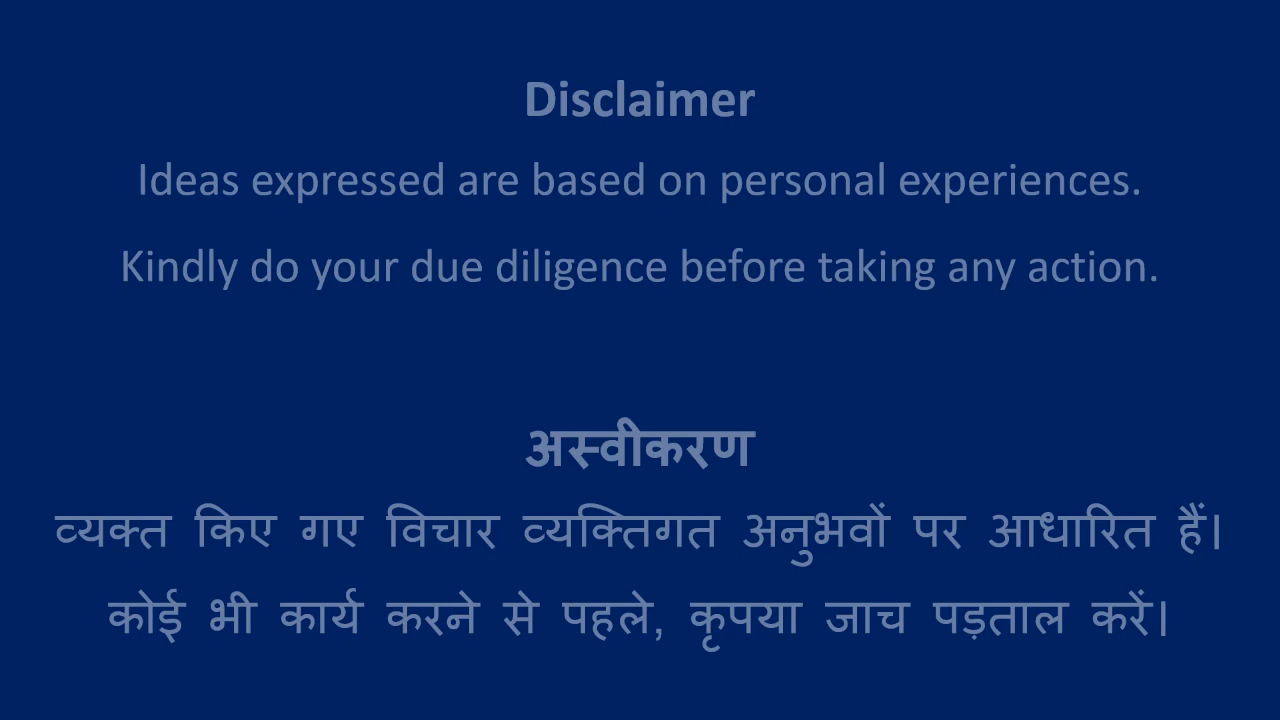 Disclaimer
Ideas expressed are based on personal experiences.
Kindly do your due diligence before taking any action.
अस्वीकरण
व्यक्त किए गए विचार व्यक्तिगत अनुभवों पर आधारित हैं।
कोई भी कार्य करने से पहले, कृपया जाच पड़ताल करें।